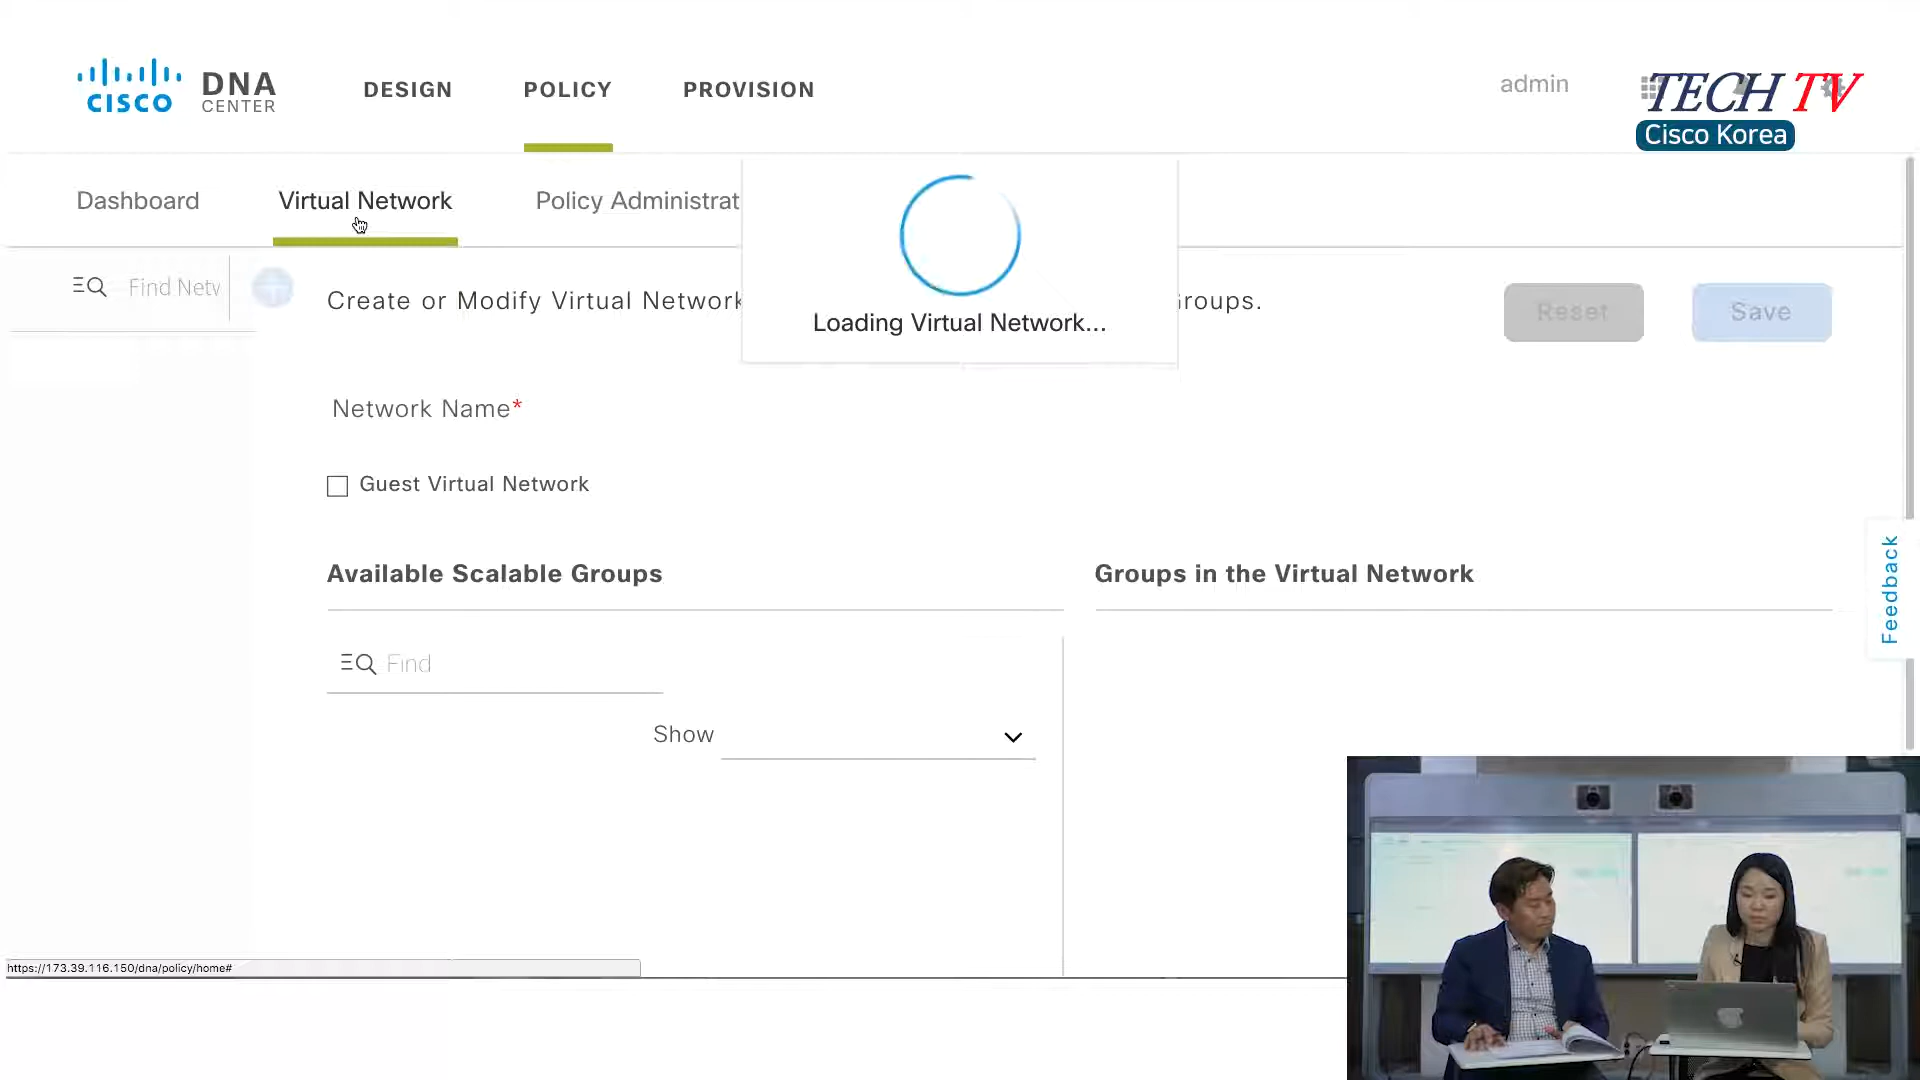 CISCO
DNA
CENTER
DESIGN
POLICY
PROVISION
admin
TECH TV
Cisco Korea
Dashboard
Virtual Network
Policy Administrat
Find Netw
Create or Modify Virtual Network
Groups.
Loading Virtual Network...
Reset
Save
Network Name*
Guest Virtual Network
Available Scalable Groups
Groups in the Virtual Network
Find
Show
Feedback
https://173.39.116.150/dna/policy/home#